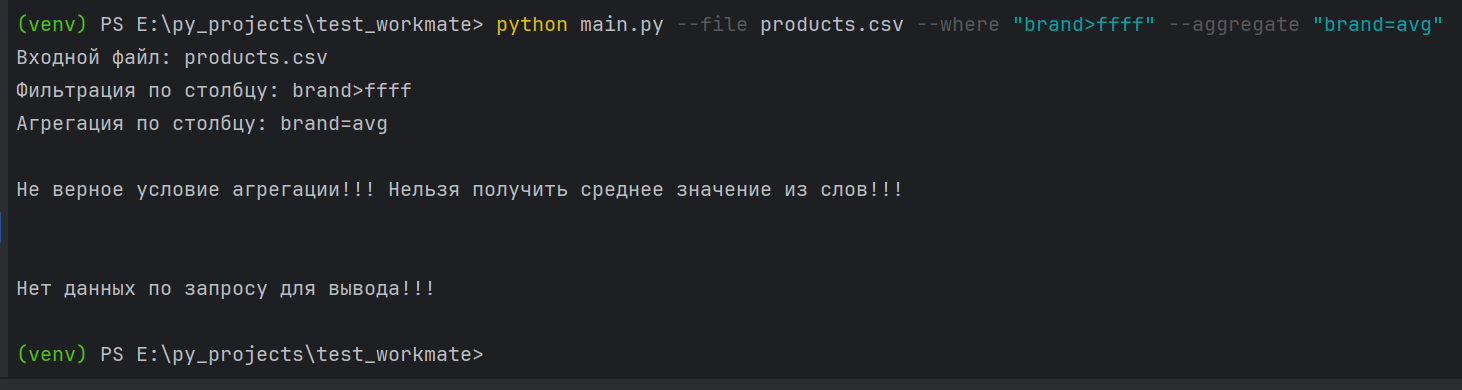 (venv) PS E:\py_projects\test_workmate> python main.py --file products.csv --where "brand>ffff" --aggregate "brand=avg"
Входной файл: products.csv
Фильтрация по столбцу: brand>ffff
Агрегация по столбцу: brand=avg
Не верное условие агрегации!!! Нельзя получить среднее значение из слов!!!
Нет данных по запросу для вывода!!!
(venv) PS E:\py_projects\test_workmate>